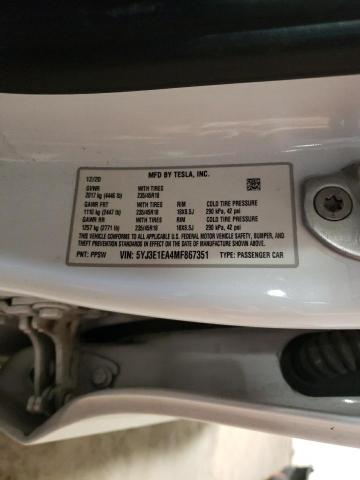 MFD BY TESLA, INC.
12/20
GVWR WITH TIRES
2017 kg (4446 lb) 235/45R18
GAWR FRT WITH TIRES RIM COLD TIRE PRESSURE
1110 kg (2447 lb) 235/45R18 18X8.5J 290 kPa, 42 psi
GAWR RR WITH TIRES RIM COLD TIRE PRESSURE
1257 kg (2771 lb) 235/45R18 18X8.5J 290 kPa, 42 psi
THIS VEHICLE CONFORMS TO ALL APPLICABLE U.S. FEDERAL MOTOR VEHICLE SAFETY, BUMPER, AND
THEFT PREVENTION STANDARDS IN EFFECT ON THE DATE OF MANUFACTURE SHOWN ABOVE.
PNT: PPSW VIN: 5YJ3E1EA4MF867351 TYPE: PASSENGER CAR